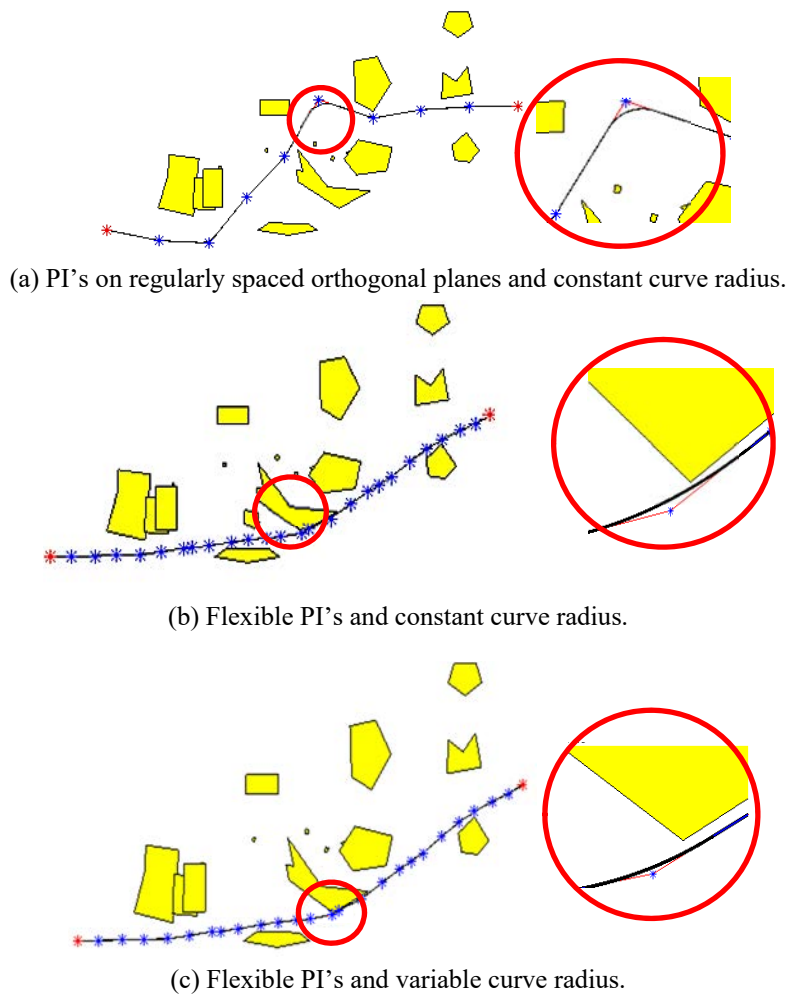 (a) PI’s on regularly spaced orthogonal planes and constant curve radius.
(b) Flexible PI’s and constant curve radius.
(c) Flexible PI’s and variable curve radius.